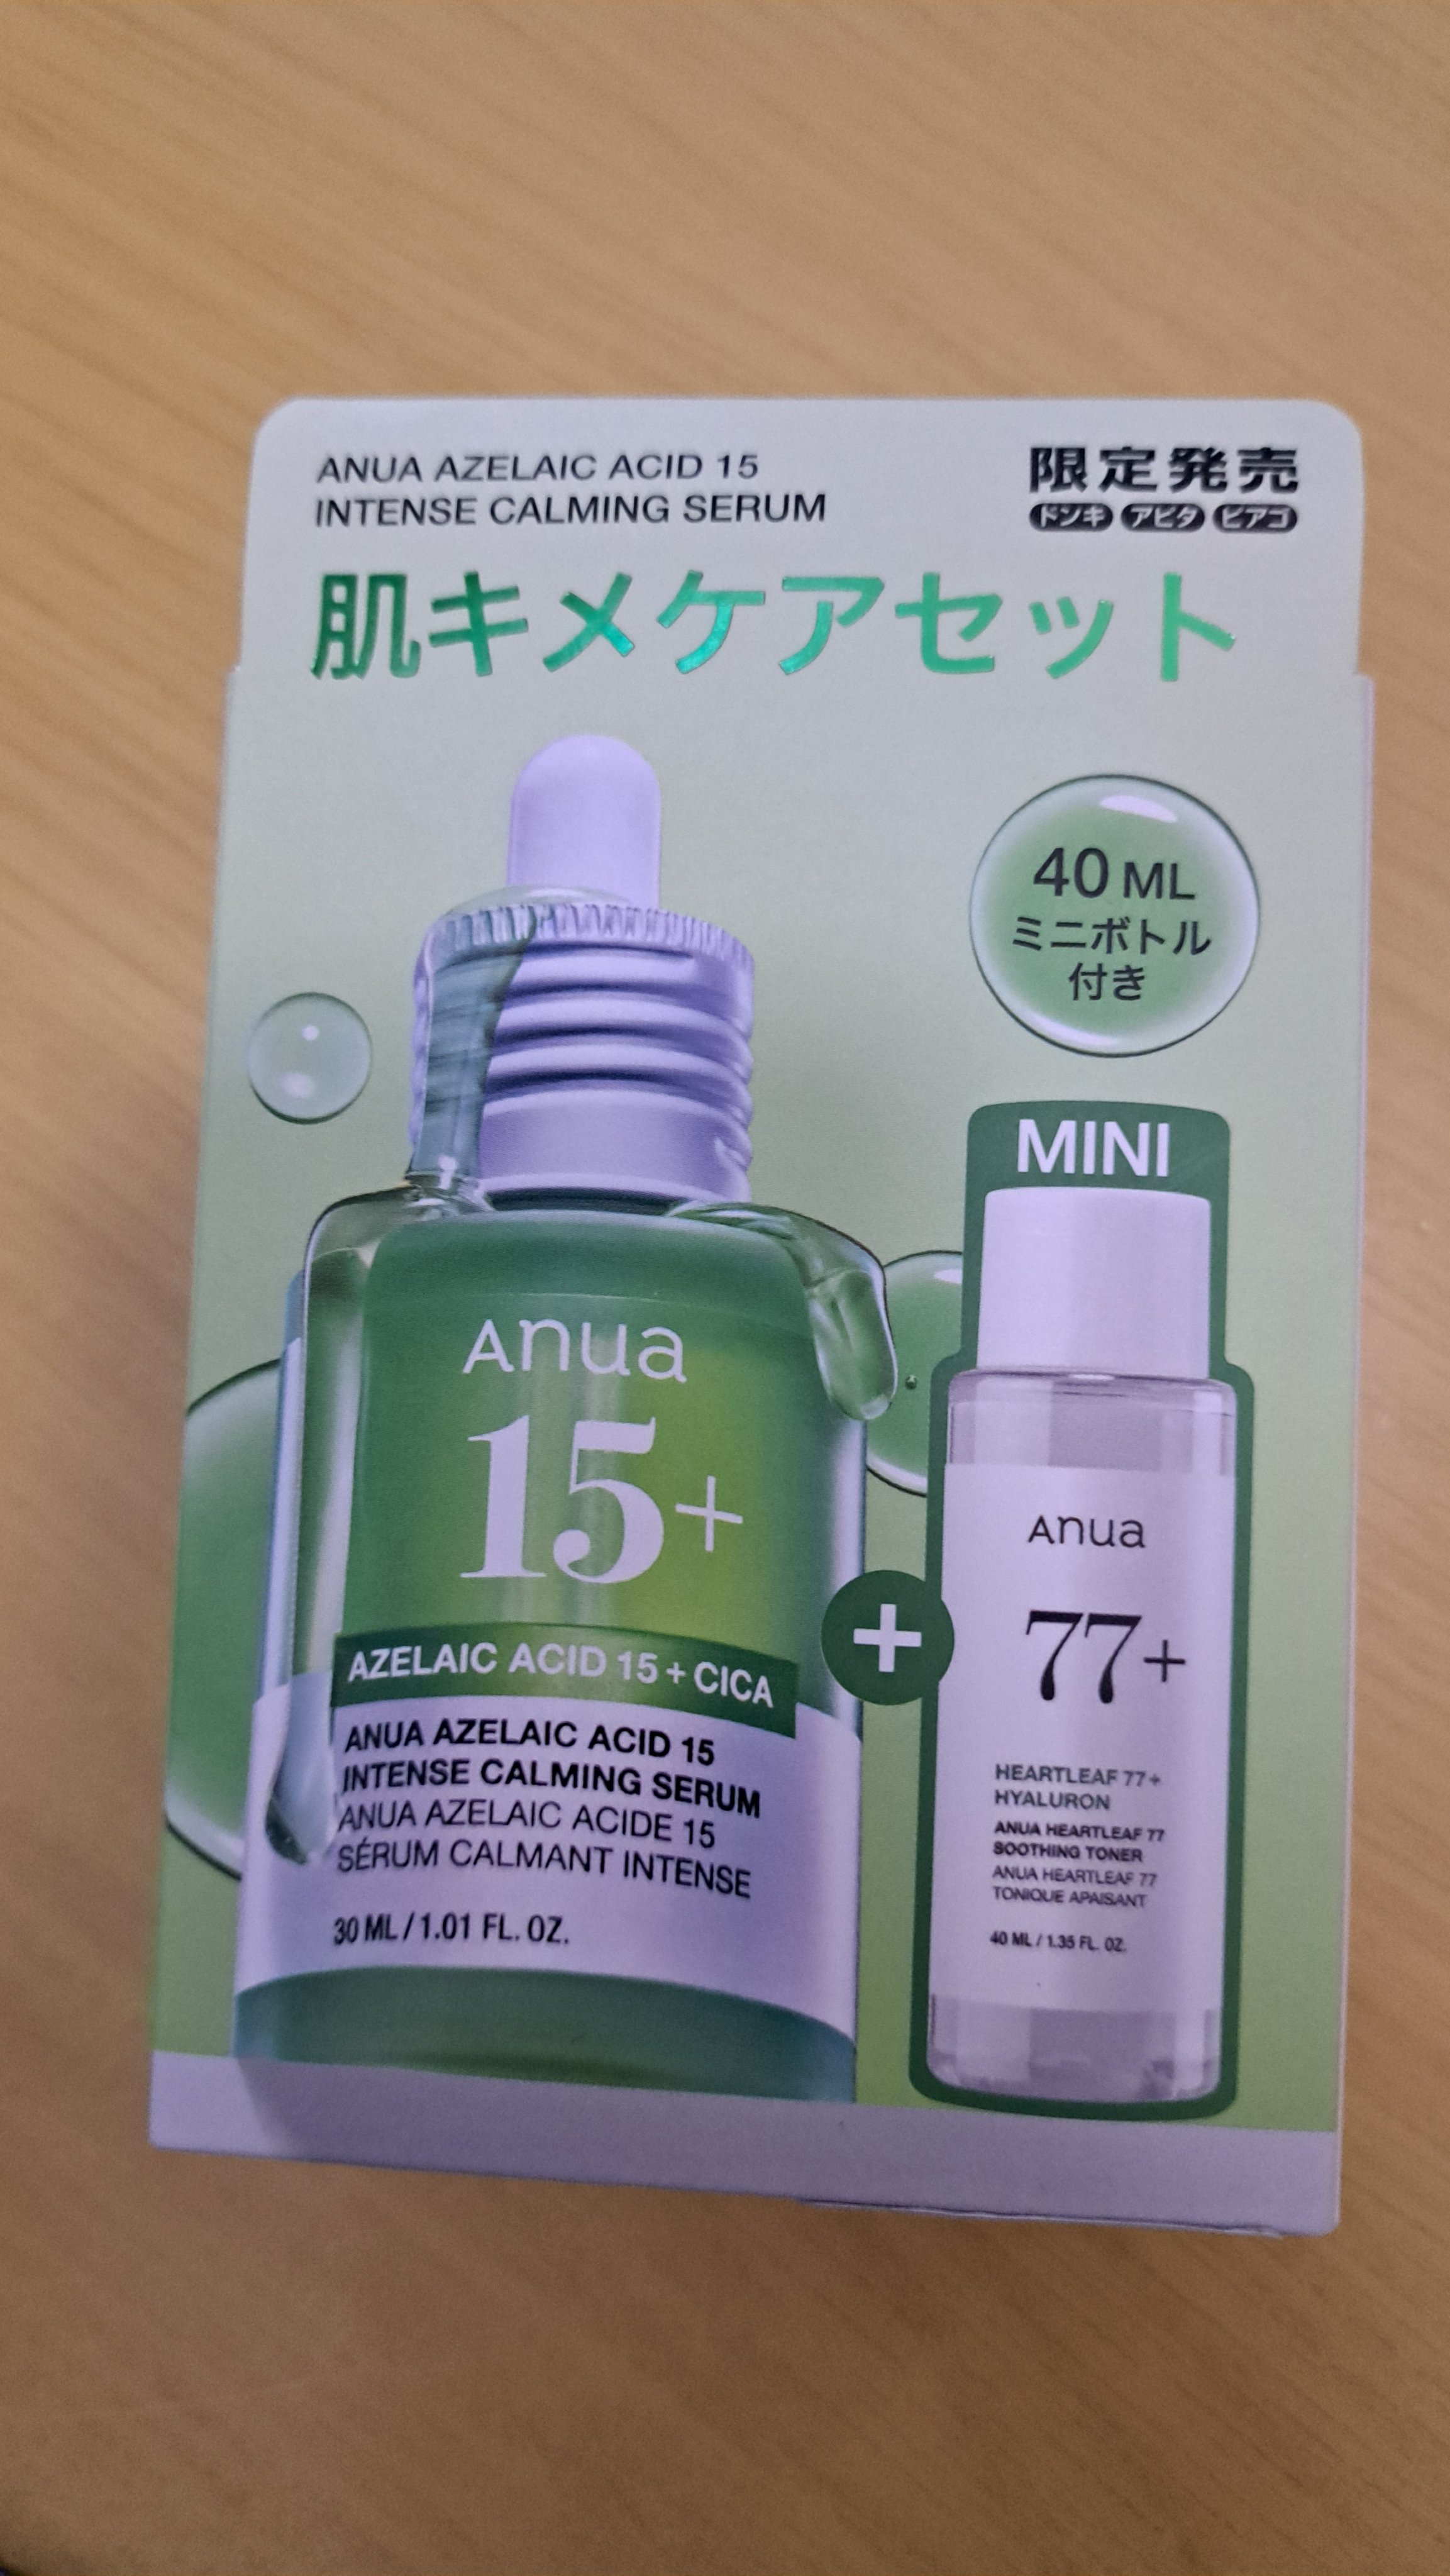 ANUA AZELAIC ACID 15
INTENSE CALMING SERUM
限定発売
ドンキ アピタ ピアゴ
肌キメケアセット
40 ML
ミニボトル
付き
MINI
Anua
15+
AZELAIC ACID 15 + CICA
ANUA AZELAIC ACID 15
INTENSE CALMING SERUM
ANUA AZELAIC ACIDE 15
SÉRUM CALMANT INTENSE
30 ML / 1.01 FL. OZ.
+
Anua
77+
HEARTLEAF 77+
HYALURON
ANUA HEARTLEAF 77
SOOTHING TONER
ANUA HEARTLEAF 77
TONIQUE APAISANT
40 ML / 1.35 FL. OZ.